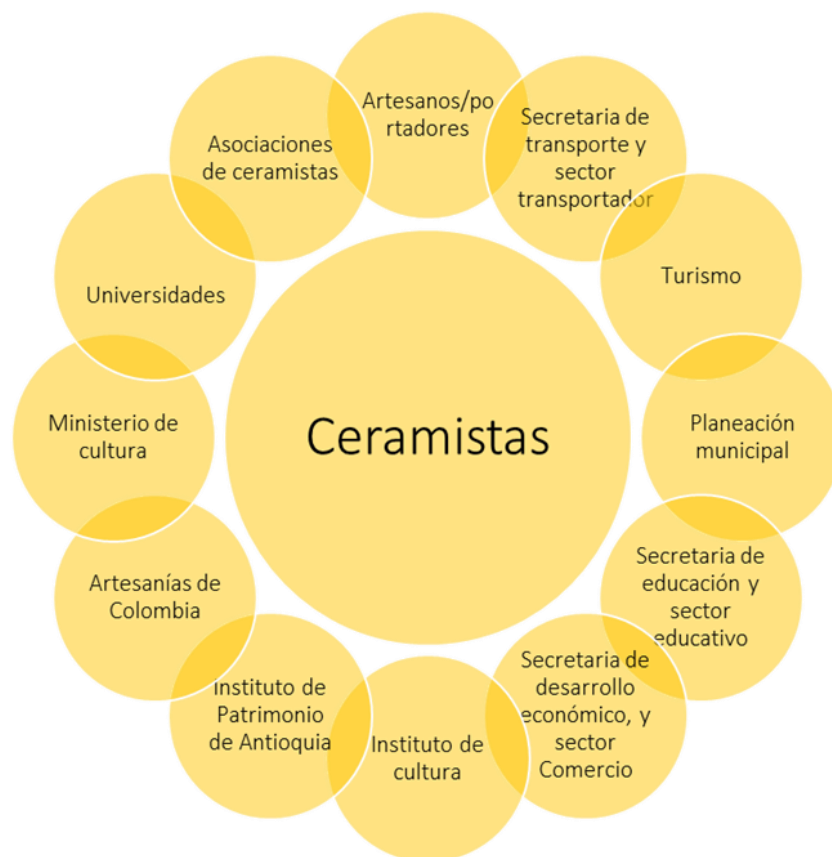 Artesanos/po
rtadores
Secretaria de
transporte y
sector
transportador
Turismo
Planeación
municipal
Secretaria de
educación y
sector
educativo
Secretaria de
desarrollo
económico, y
sector
Comercio
Instituto de
cultura
Instituto de
Patrimonio
de Antioquia
Artesanías de
Colombia
Ministerio de
cultura
Universidades
Asociaciones
de ceramistas
Ceramistas